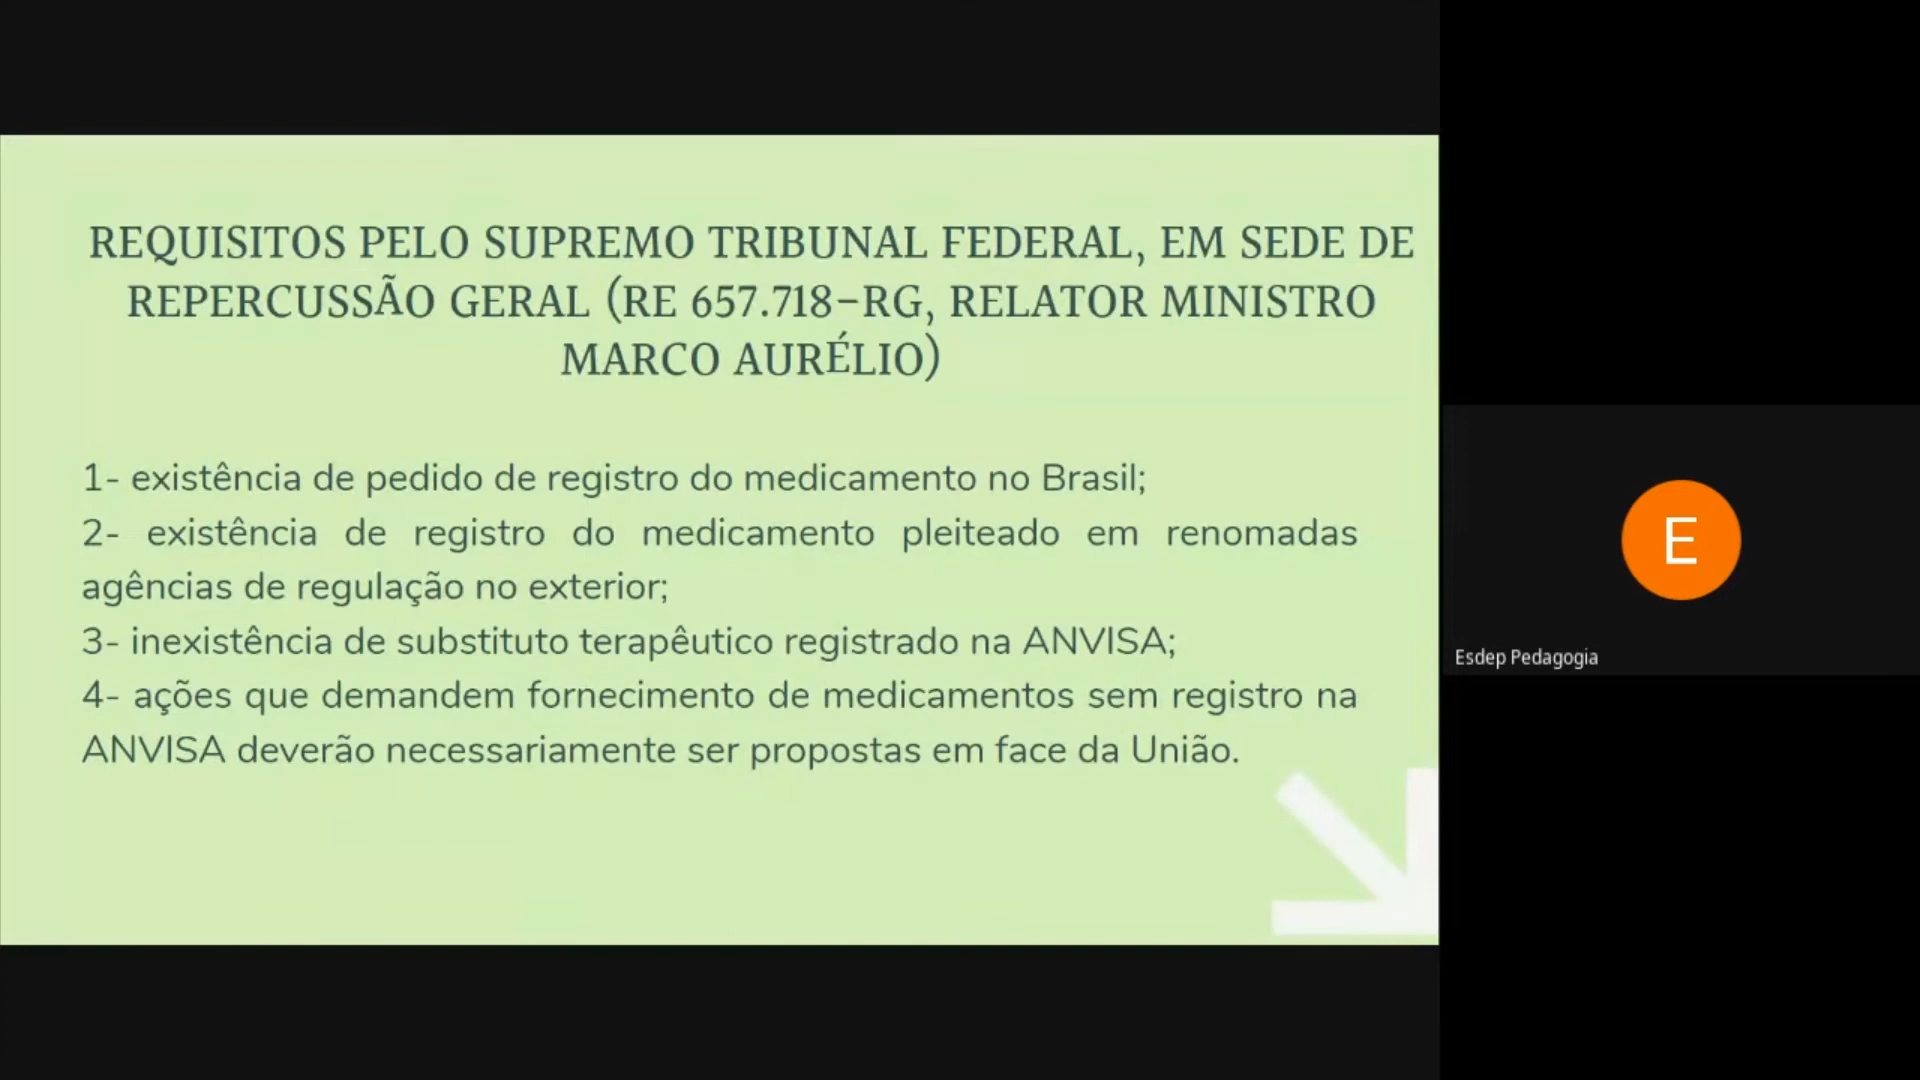 REQUISITOS PELO SUPREMO TRIBUNAL FEDERAL, EM SEDE DE
REPERCUSSÃO GERAL (RE 657.718-RG, RELATOR MINISTRO
MARCO AURÉLIO)
1- existência de pedido de registro do medicamento no Brasil;
2- existência de registro do medicamento pleiteado em renomadas
agências de regulação no exterior;
3- inexistência de substituto terapêutico registrado na ANVISA;
4- ações que demandem fornecimento de medicamentos sem registro na
ANVISA deverão necessariamente ser propostas em face da União.
E
Esdep Pedagogia